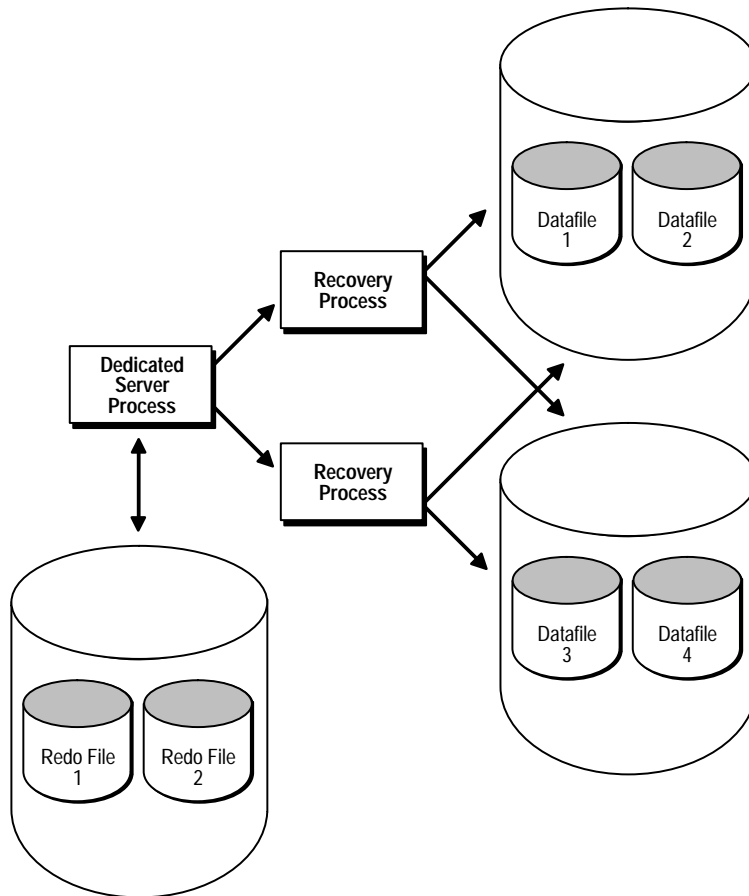 Datafile
1
Datafile
2
Recovery
Process
Dedicated
Server
Process
Recovery
Process
Datafile
3
Datafile
4
Redo File
1
Redo File
2